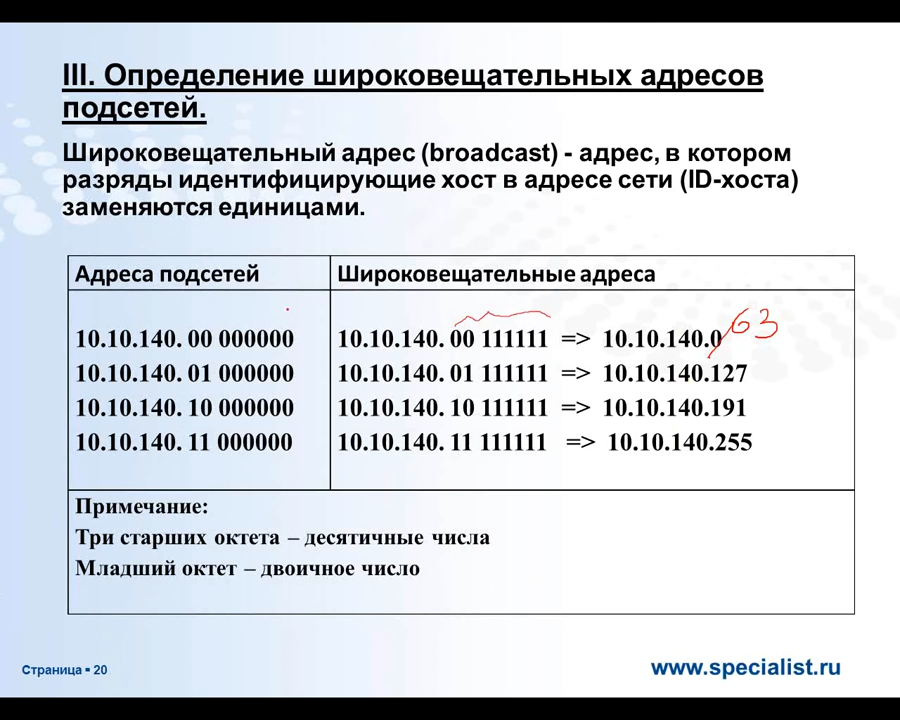 III. Определение широковещательных адресов
подсетей.
Широковещательный адрес (broadcast) - адрес, в котором
разряды идентифицирующие хост в адресе сети (ID-хоста)
заменяются единицами.
Адреса подсетей
Широковещательные адреса
10.10.140. 00 000000
10.10.140. 00 111111 => 10.10.140.0 63
10.10.140. 01 000000
10.10.140. 01 111111 => 10.10.140.127
10.10.140. 10 000000
10.10.140. 10 111111 => 10.10.140.191
10.10.140. 11 000000
10.10.140. 11 111111 => 10.10.140.255
Примечание:
Три старших октета – десятичные числа
Младший октет – двоичное число
Страница ▪ 20
www.specialist.ru